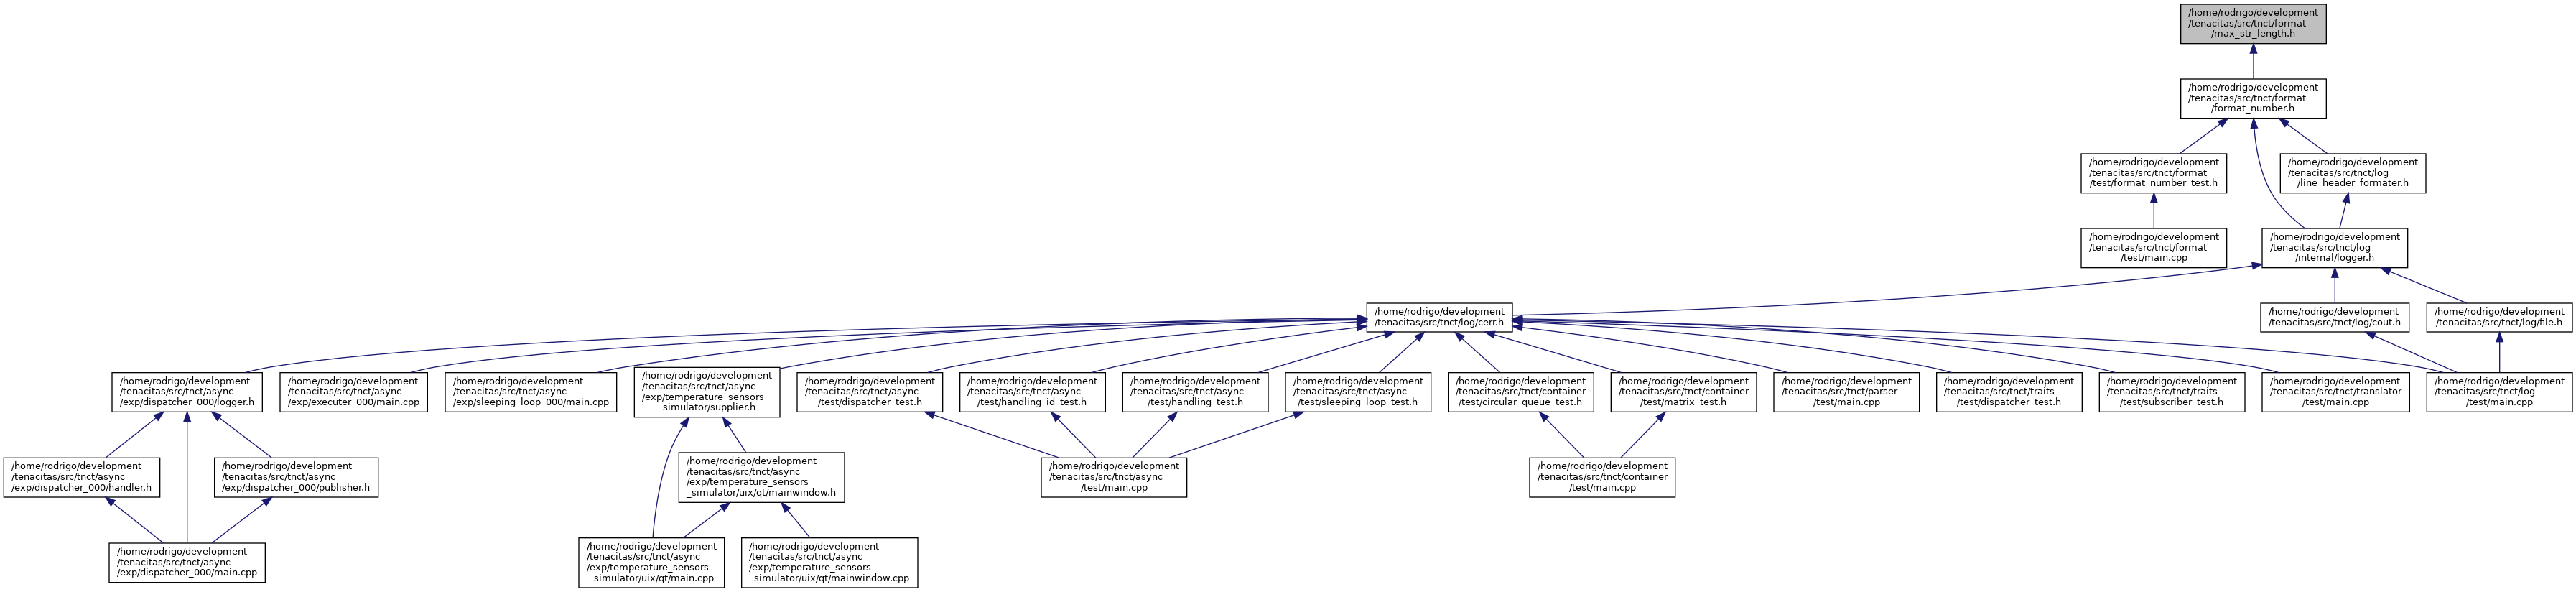 /home/rodrigo/development
/tenacitas/src/tnct/format
/max_str_length.h
/home/rodrigo/development
/tenacitas/src/tnct/format
/format_number.h
/home/rodrigo/development
/tenacitas/src/tnct/format
/test/format_number_test.h
/home/rodrigo/development
/tenacitas/src/tnct/log
/line_header_formater.h
/home/rodrigo/development
/tenacitas/src/tnct/format
/test/main.cpp
/home/rodrigo/development
/tenacitas/src/tnct/log
/internal/logger.h
/home/rodrigo/development
/tenacitas/src/tnct/log/cerr.h
/home/rodrigo/development
/tenacitas/src/tnct/log/cout.h
/home/rodrigo/development
/tenacitas/src/tnct/log/file.h
/home/rodrigo/development
/tenacitas/src/tnct/async
/exp/dispatcher_000/logger.h
/home/rodrigo/development
/tenacitas/src/tnct/async
/exp/executer_000/main.cpp
/home/rodrigo/development
/tenacitas/src/tnct/async
/exp/sleeping_loop_000/main.cpp
/home/rodrigo/development
/tenacitas/src/tnct/async
/exp/temperature_sensors
_simulator/supplier.h
/home/rodrigo/development
/tenacitas/src/tnct/async
/test/dispatcher_test.h
/home/rodrigo/development
/tenacitas/src/tnct/async
/test/handling_id_test.h
/home/rodrigo/development
/tenacitas/src/tnct/async
/test/handling_test.h
/home/rodrigo/development
/tenacitas/src/tnct/async
/test/sleeping_loop_test.h
/home/rodrigo/development
/tenacitas/src/tnct/container
/test/circular_queue_test.h
/home/rodrigo/development
/tenacitas/src/tnct/container
/test/matrix_test.h
/home/rodrigo/development
/tenacitas/src/tnct/parser
/test/main.cpp
/home/rodrigo/development
/tenacitas/src/tnct/traits
/test/dispatcher_test.h
/home/rodrigo/development
/tenacitas/src/tnct/traits
/test/subscriber_test.h
/home/rodrigo/development
/tenacitas/src/tnct/translator
/test/main.cpp
/home/rodrigo/development
/tenacitas/src/tnct/log
/test/main.cpp
/home/rodrigo/development
/tenacitas/src/tnct/async
/exp/dispatcher_000/handler.h
/home/rodrigo/development
/tenacitas/src/tnct/async
/exp/dispatcher_000/publisher.h
/home/rodrigo/development
/tenacitas/src/tnct/async
/exp/temperature_sensors
_simulator/uix/qt/mainwindow.h
/home/rodrigo/development
/tenacitas/src/tnct/async
/test/main.cpp
/home/rodrigo/development
/tenacitas/src/tnct/container
/test/main.cpp
/home/rodrigo/development
/tenacitas/src/tnct/async
/exp/dispatcher_000/main.cpp
/home/rodrigo/development
/tenacitas/src/tnct/async
/exp/temperature_sensors
_simulator/uix/qt/main.cpp
/home/rodrigo/development
/tenacitas/src/tnct/async
/exp/temperature_sensors
_simulator/uix/qt/mainwindow.cpp